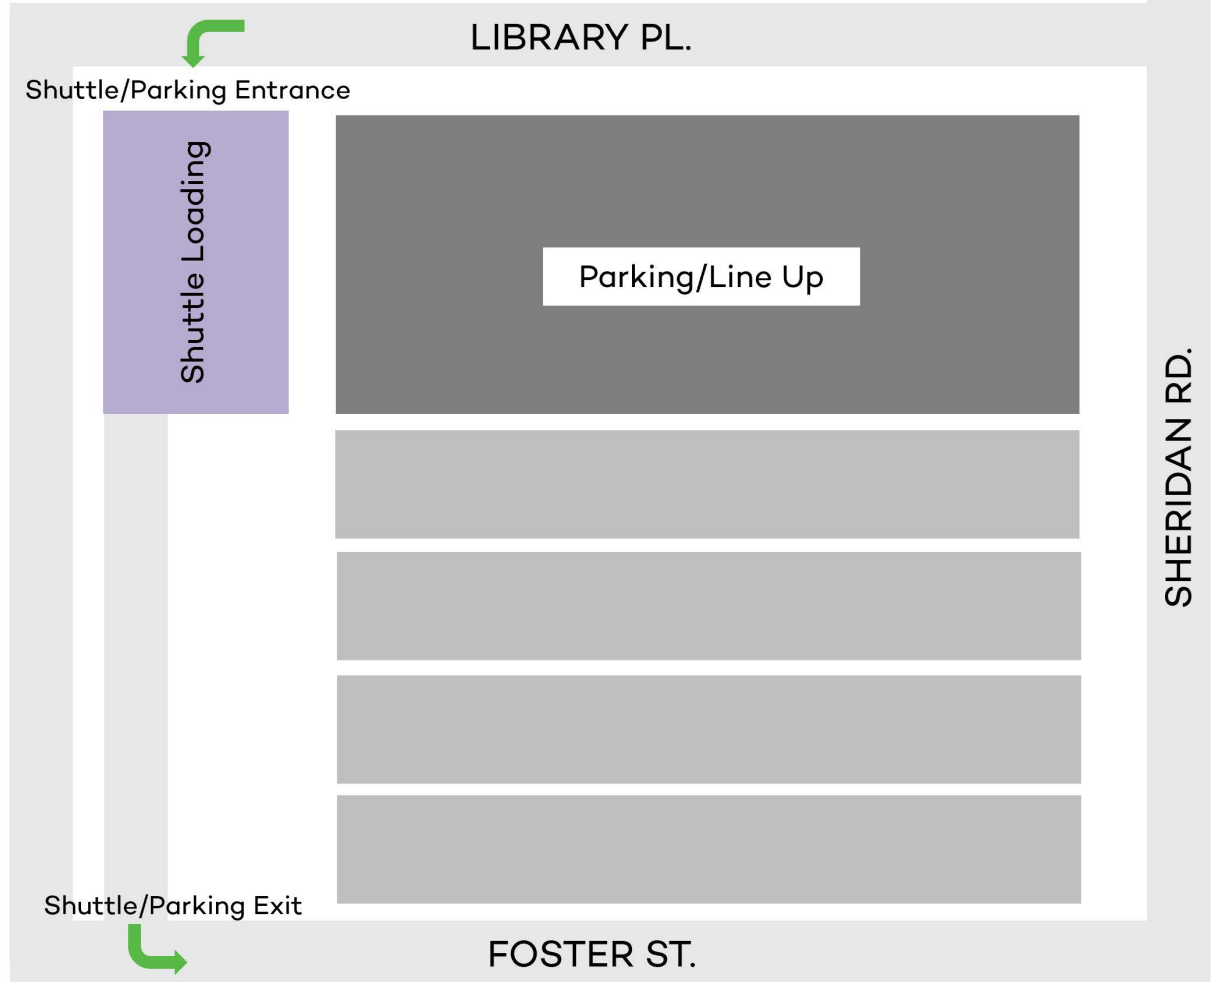 LIBRARY PL.
Shuttle/Parking Entrance
Shuttle Loading
Parking/Line Up
SHERIDAN RD.
Shuttle/Parking Exit
FOSTER ST.